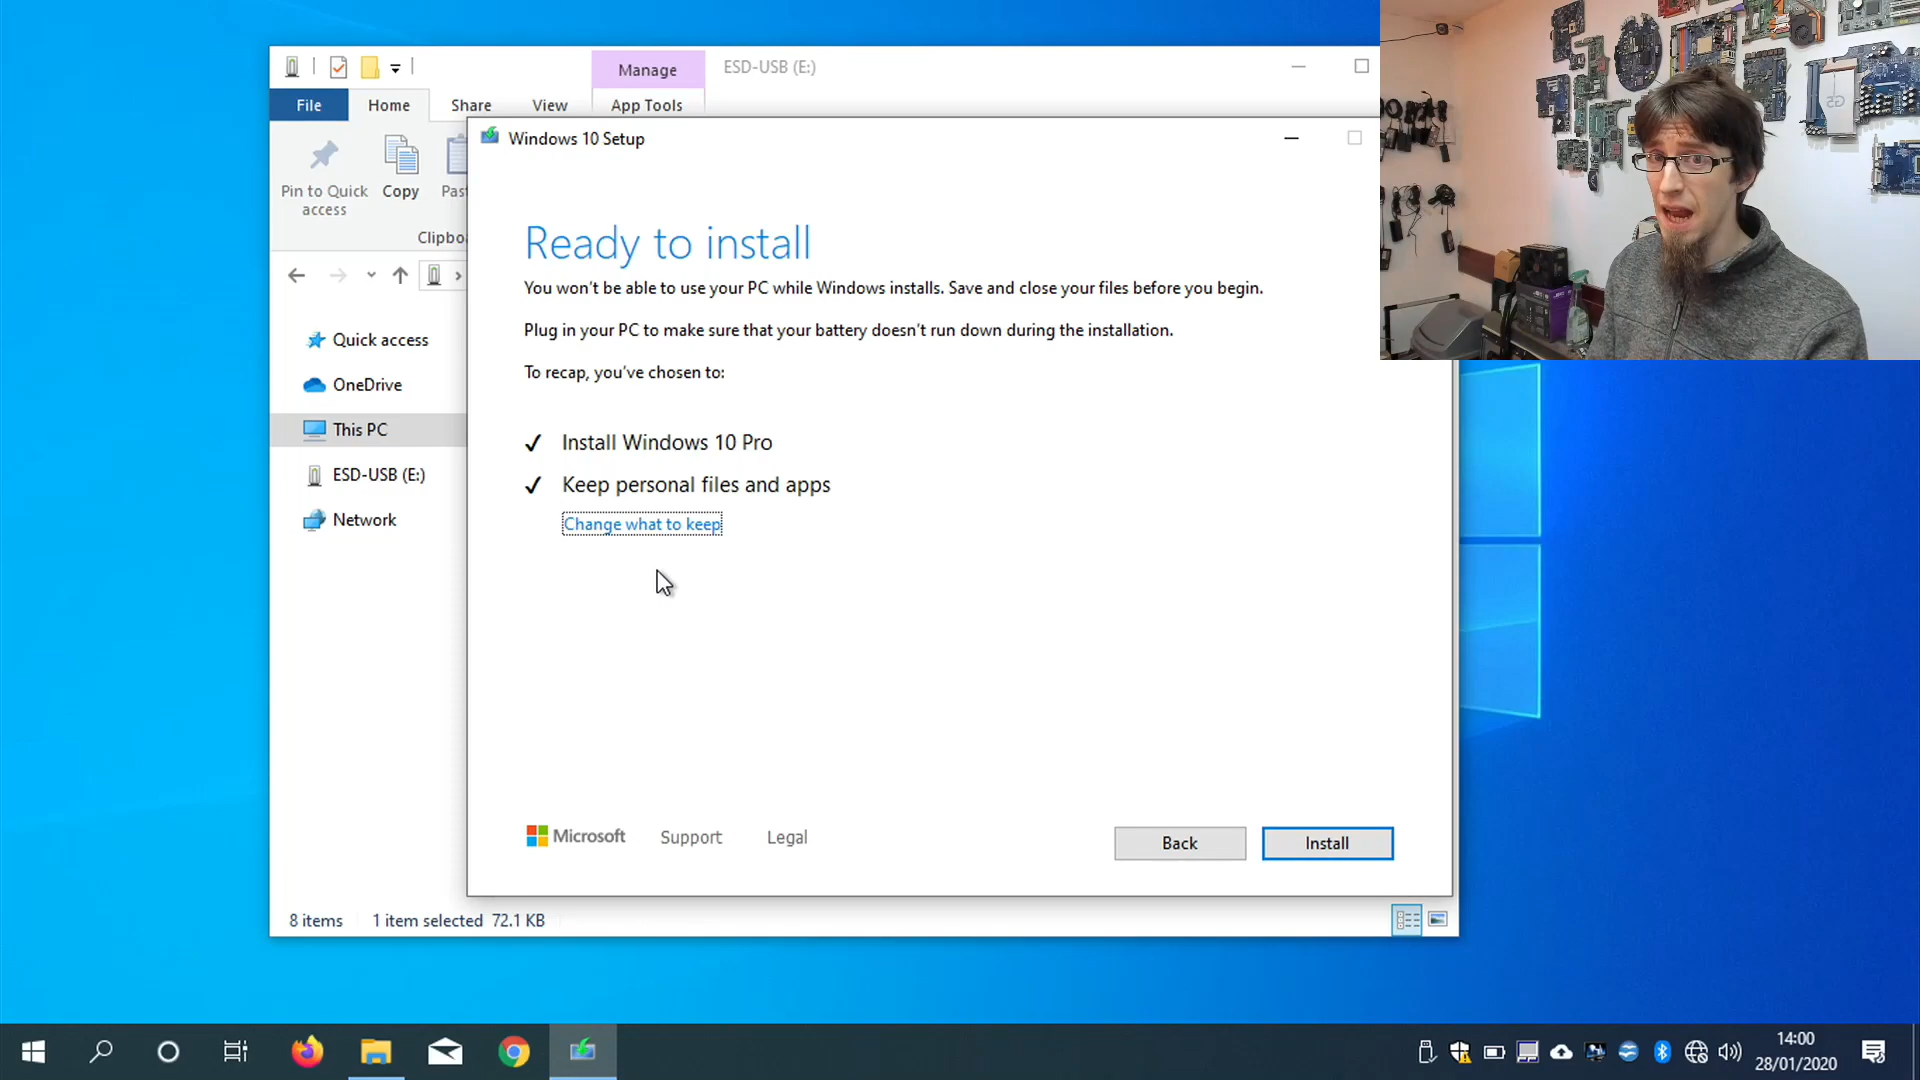 Manage
ESD-USB (E:)
File
Home
Share
View
App Tools
Pin to Quick
access
Copy
Clipbo
Quick access
OneDrive
This PC
ESD-USB (E:)
Network
Windows 10 Setup
Ready to install
You won't be able to use your PC while Windows installs. Save and close your files before you begin.
Plug in your PC to make sure that your battery doesn't run down during the installation.
To recap, you've chosen to:
Install Windows 10 Pro
Keep personal files and apps
Change what to keep
Microsoft
Support
Legal
Back
Install
8 items
1 item selected 72.1 KB
14:00
28/01/2020